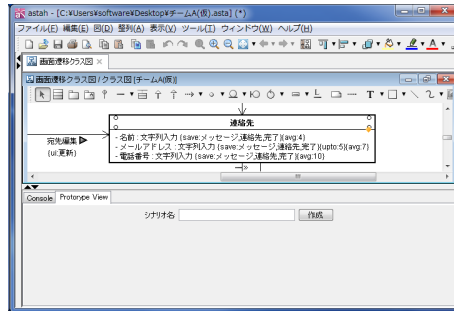 astah - [C:¥Users¥software¥Desktop¥チームA(仮).asta] (*)
ファイル(F) 編集(E) 図(D) 整列(A) 表示(V) ツール(T) ウィンドウ(W) ヘルプ(H)
画面遷移クラス図
画面遷移クラス図 / クラス図 [チームA(仮)]
連絡先
- 名前 : 文字列入力 {save:メッセージ,連絡先,完了}{avg:4}
- メールアドレス : 文字列入力 {save:メッセージ,連絡先,完了}{upto:5}{avg:7}
- 電話番号 : 文字列入力 {save:メッセージ,連絡先,完了}{avg:10}
宛先編集
{ui:更新}
Console Prptorype View
シナリオ名
作成